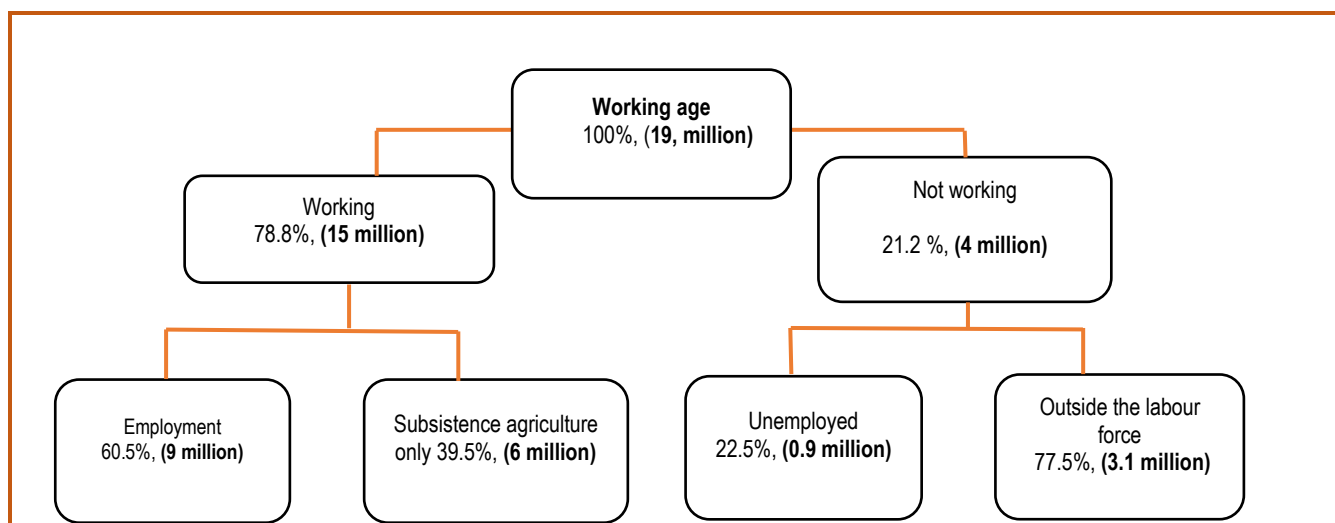 Working age
100%, (19, million)
Working
78.8%, (15 million)
Not working
21.2 %, (4 million)
Employment
60.5%, (9 million)
Subsistence agriculture
only 39.5%, (6 million)
Unemployed
22.5%, (0.9 million)
Outside the labour
force
77.5%, (3.1 million)